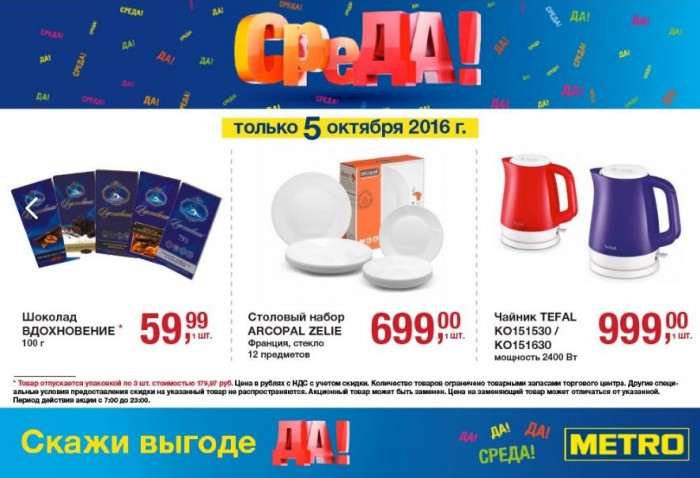 СреДА!
только 5 октября 2016 г.
Шоколад
ВДОХНОВЕНИЕ *
100 г
59,99
1 шт.
Столовый набор
ARCOPAL ZELIE
Франция, стекло
12 предметов
699,00
1 шт.
Чайник TEFAL
KO151530 /
KO151630
мощность 2400 Вт
999,00
1 шт.
* Товар отпускается упаковкой по 3 шт. стоимостью 179,97 руб. Цена в рублях с НДС с учетом скидки. Количество товаров ограничено товарными запасами торгового центра. Другие специ-
альные условия предоставления скидки на указанный товар не распространяются. Акционный товар может быть заменен. Цена на заменяющий товар может отличаться от указанной.
Период действия акции с 7:00 до 23:00.
Скажи выгоде ДА!
ДА! ДА! ДА!
СРЕДА!
METRO